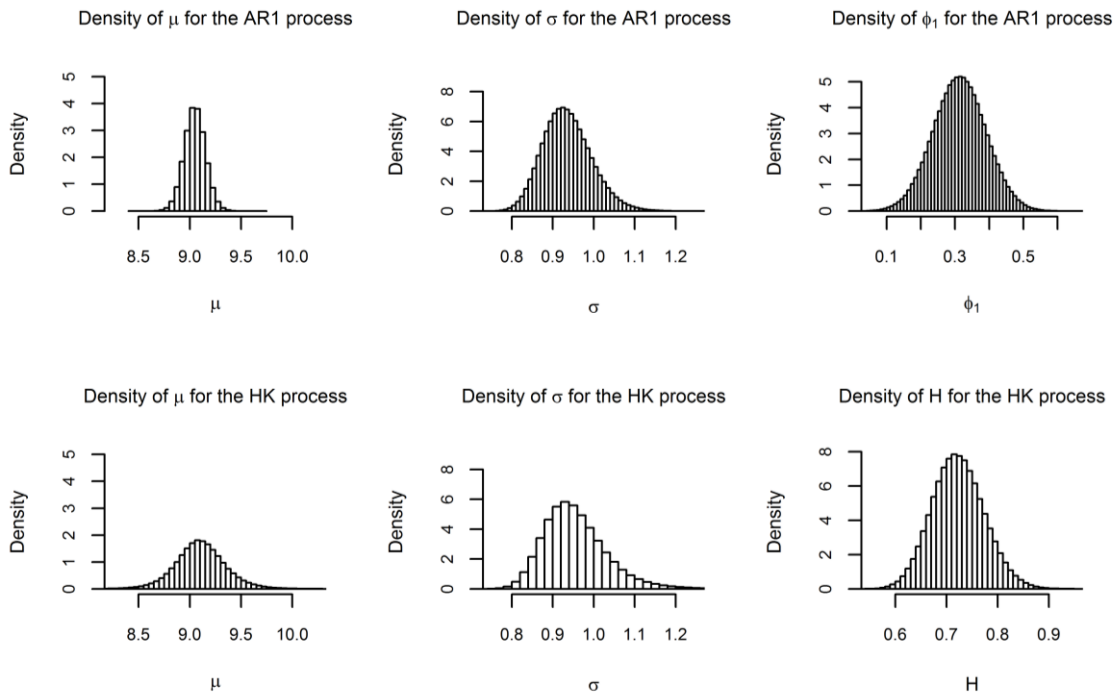 Density of μ for the AR1 process
Density of σ for the AR1 process
Density of ϕ₁ for the AR1 process
Density
0 1 2 3 4 5
8.5 9.0 9.5 10.0
μ
Density
0 2 4 6 8
0.8 0.9 1.0 1.1 1.2
σ
Density
0 1 2 3 4 5
0.1 0.3 0.5
ϕ₁
Density of μ for the HK process
Density of σ for the HK process
Density of H for the HK process
Density
0 1 2 3 4 5
8.5 9.0 9.5 10.0
μ
Density
0 2 4 6 8
0.8 0.9 1.0 1.1 1.2
σ
Density
0 2 4 6 8
0.6 0.7 0.8 0.9
H